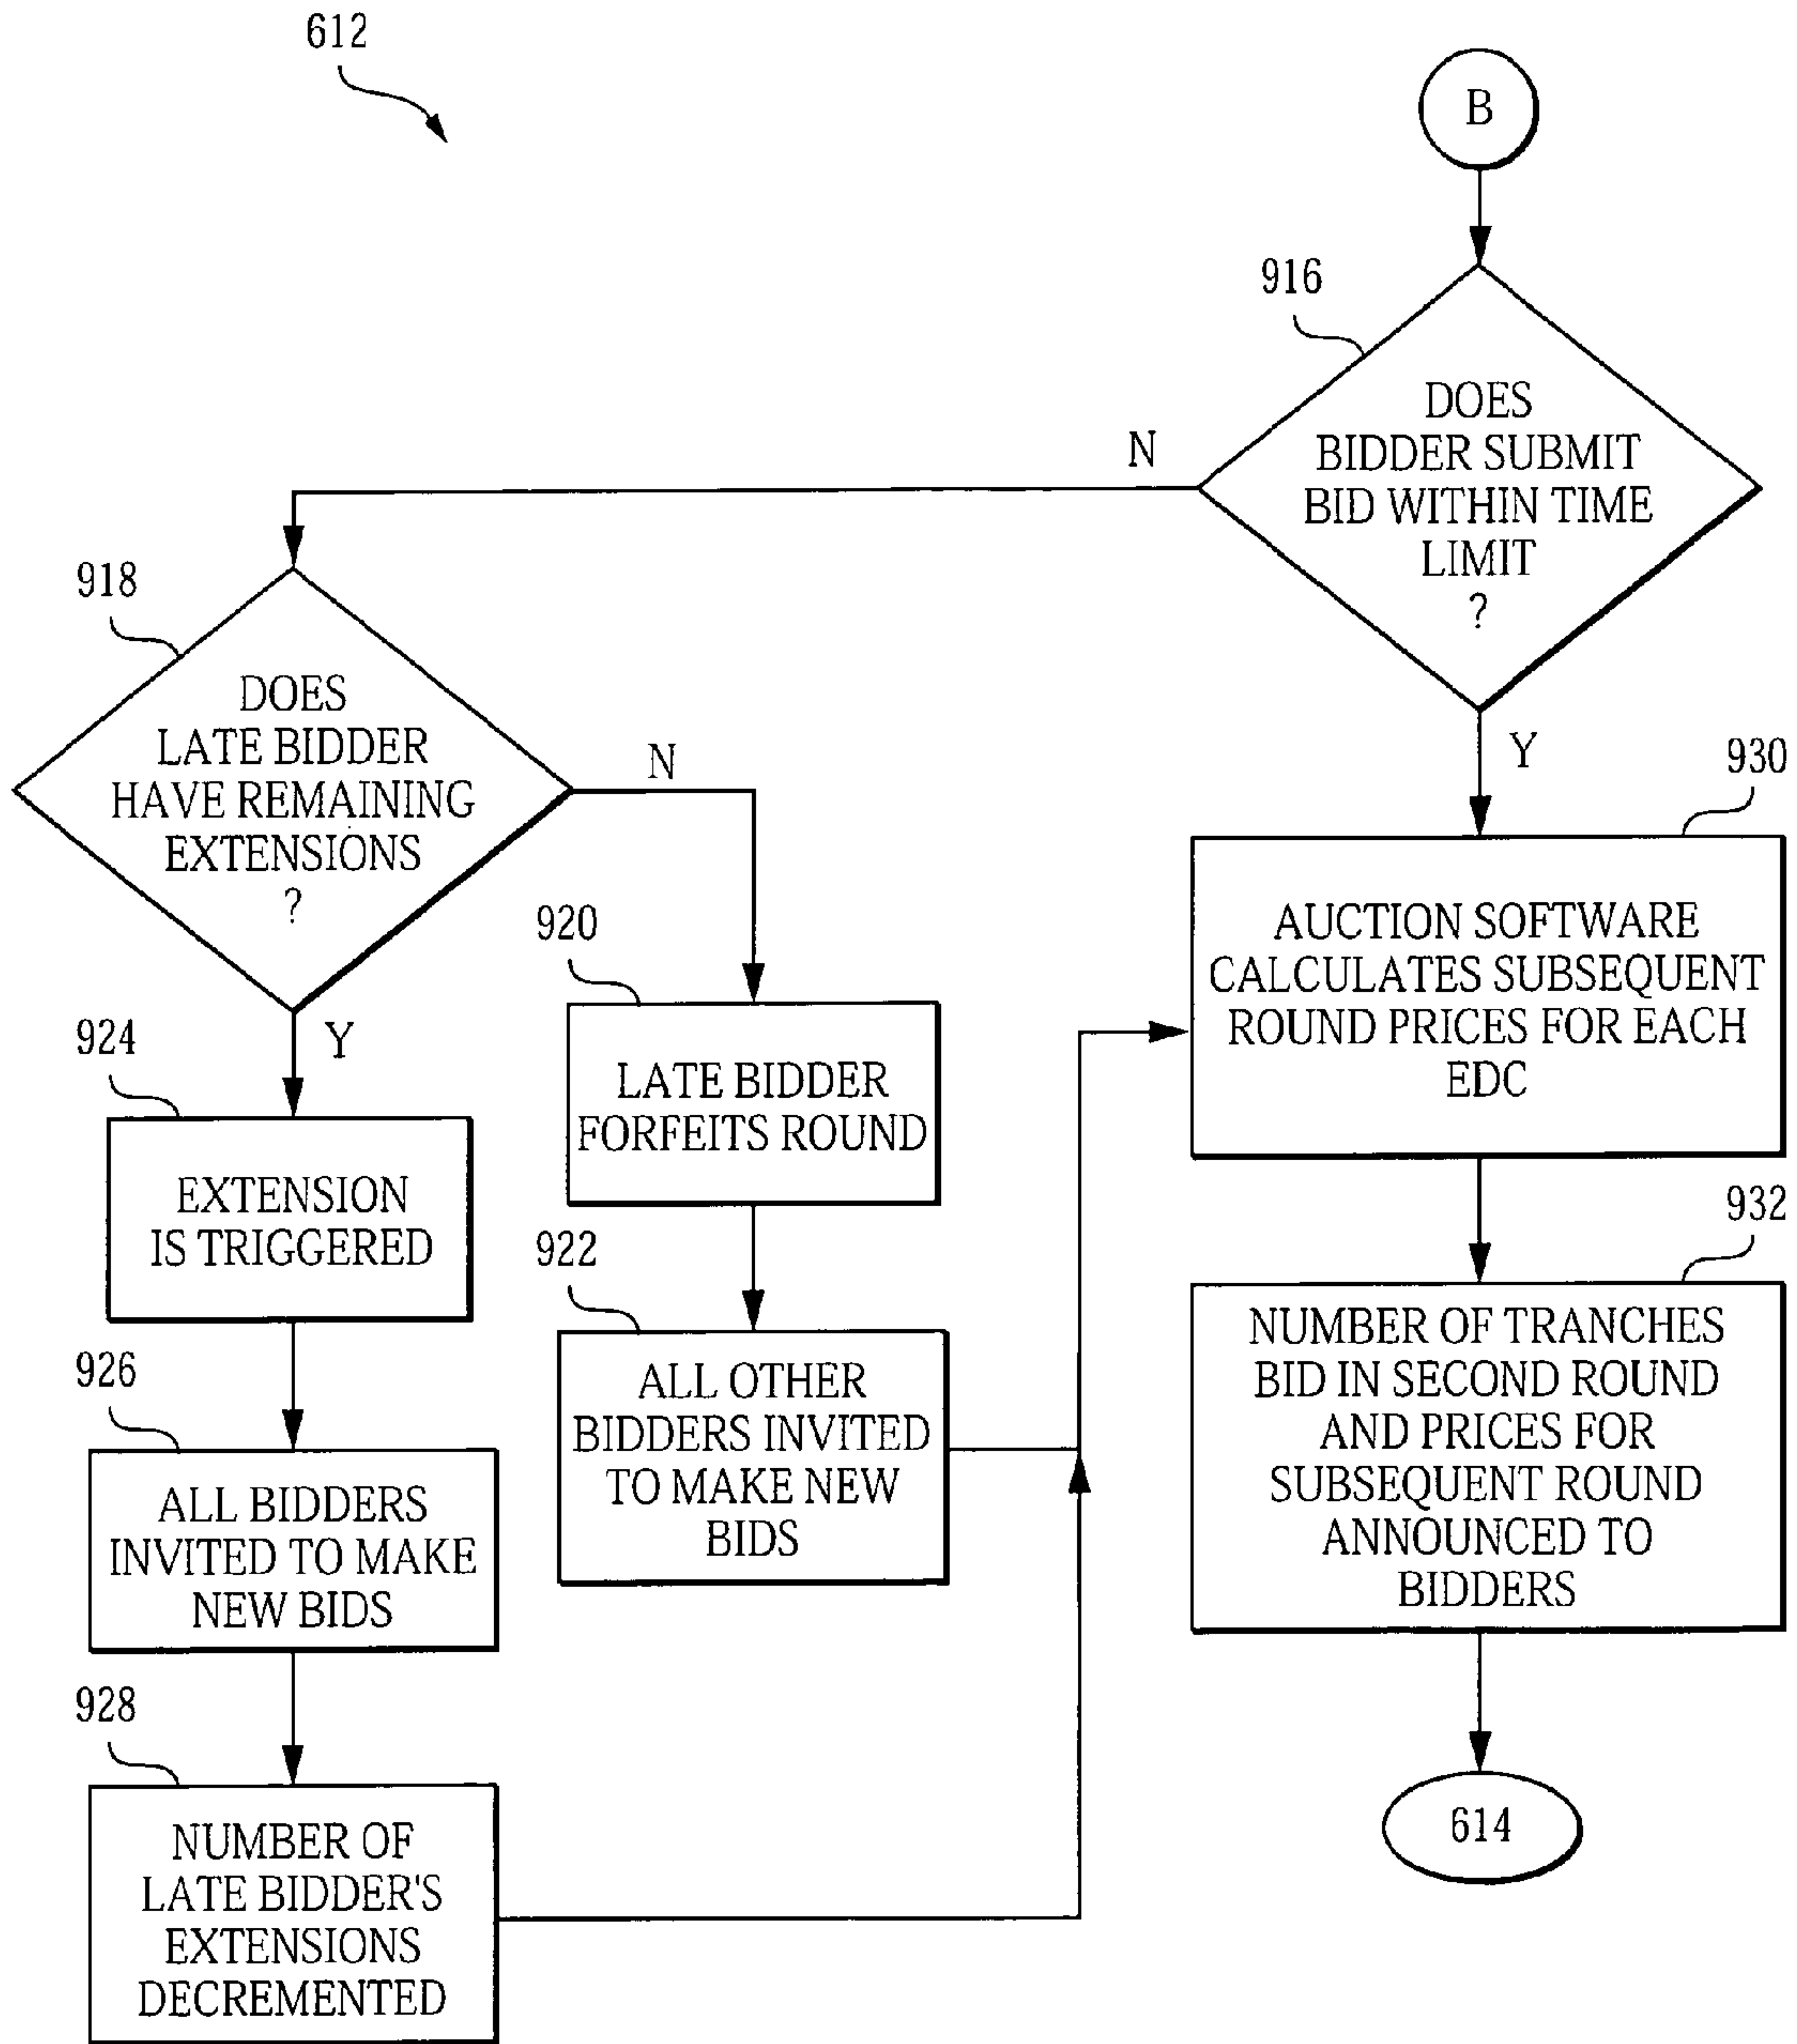 612
B
916
DOES
BIDDER SUBMIT
BID WITHIN TIME
LIMIT
?
N
Y
918
DOES
LATE BIDDER
HAVE REMAINING
EXTENSIONS
?
N
Y
920
LATE BIDDER
FORFEITS ROUND
922
ALL OTHER
BIDDERS INVITED
TO MAKE NEW
BIDS
924
EXTENSION
IS TRIGGERED
926
ALL BIDDERS
INVITED TO MAKE
NEW BIDS
928
NUMBER OF
LATE BIDDER'S
EXTENSIONS
DECREMENTED
930
AUCTION SOFTWARE
CALCULATES SUBSEQUENT
ROUND PRICES FOR EACH
EDC
932
NUMBER OF TRANCHES
BID IN SECOND ROUND
AND PRICES FOR
SUBSEQUENT ROUND
ANNOUNCED TO
BIDDERS
614